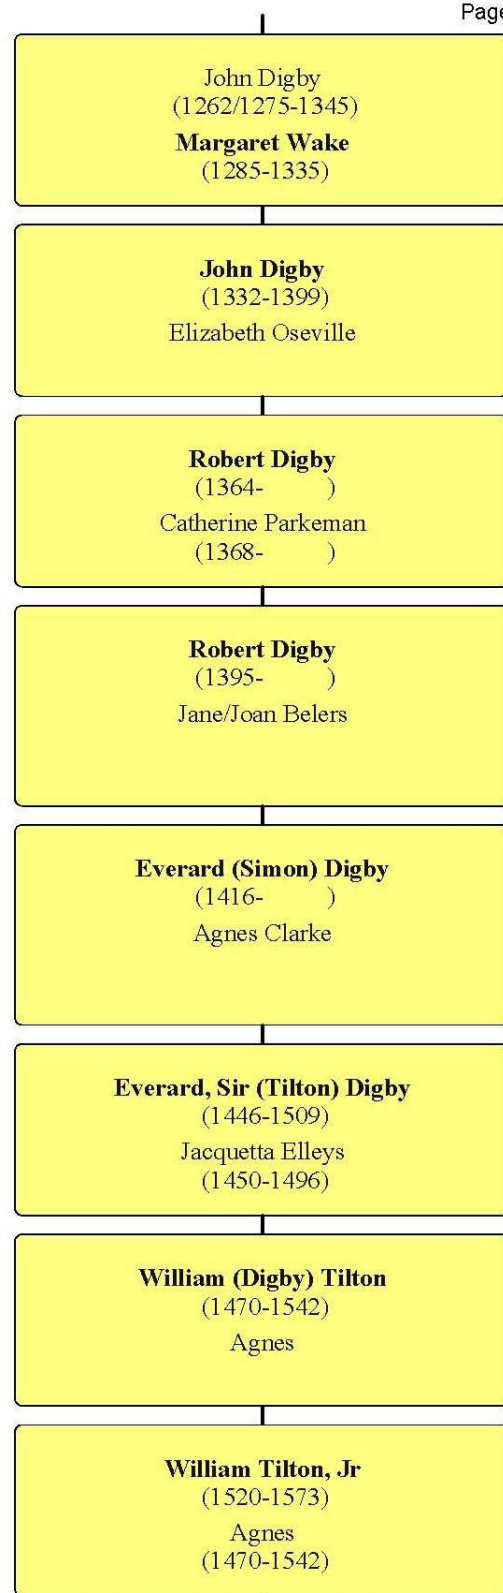 Page
John Digby
(1262/1275-1345)
Margaret Wake
(1285-1335)
John Digby
(1332-1399)
Elizabeth Oseville
Robert Digby
(1364-          )
Catherine Parkeman
(1368-          )
Robert Digby
(1395-          )
Jane/Joan Belers
Everard (Simon) Digby
(1416-          )
Agnes Clarke
Everard, Sir (Tilton) Digby
(1446-1509)
Jacquetta Elleys
(1450-1496)
William (Digby) Tilton
(1470-1542)
Agnes
William Tilton, Jr
(1520-1573)
Agnes
(1470-1542)